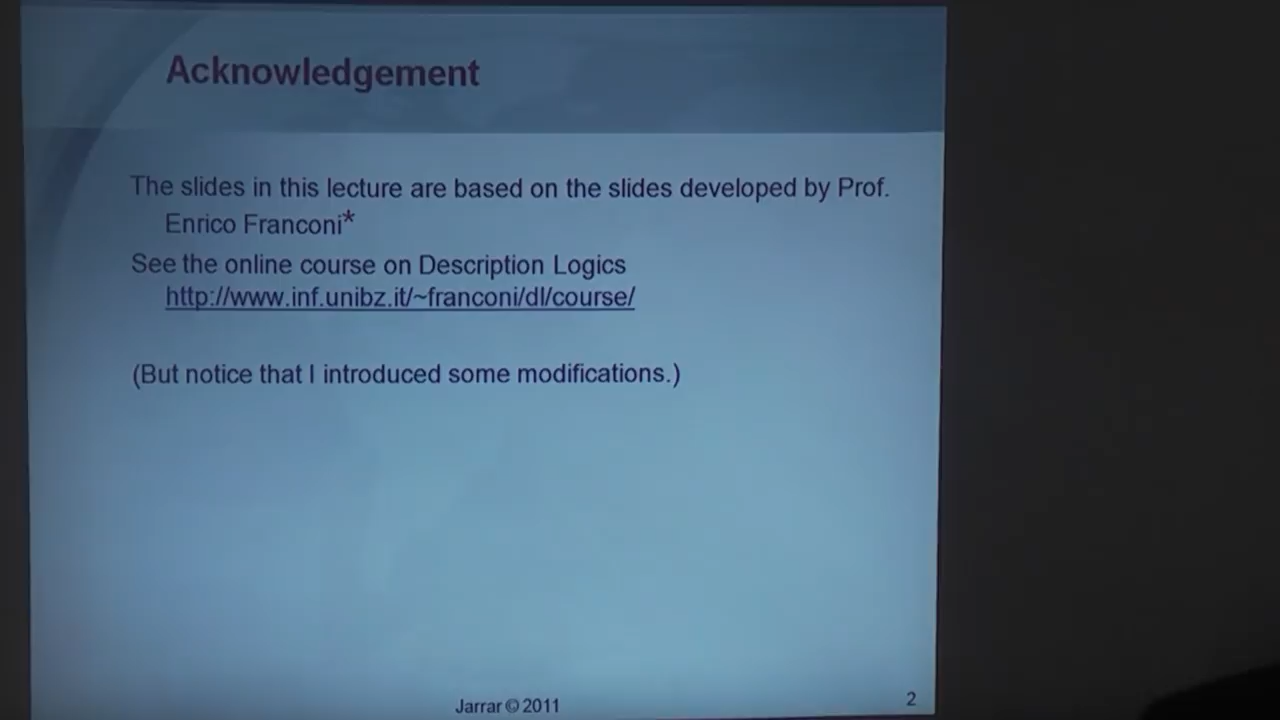 Acknowledgement
The slides in this lecture are based on the slides developed by Prof.
Enrico Franconi*
See the online course on Description Logics
http://www.inf.unibz.it/~franconi/dl/course/
(But notice that I introduced some modifications.)
Jarrar © 2011
2